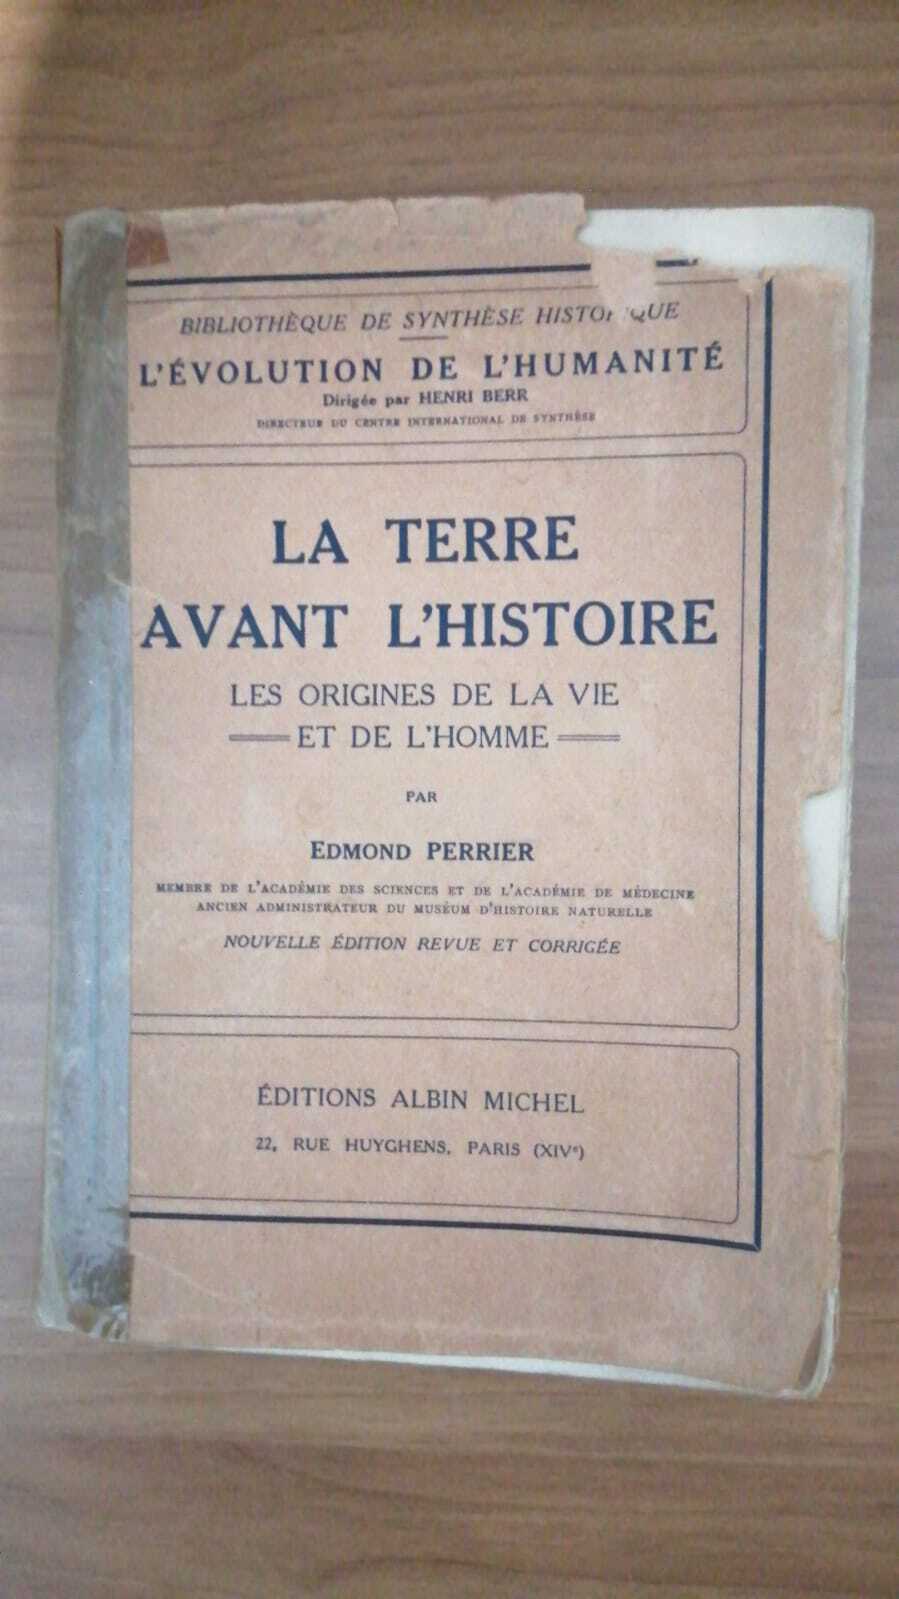 BIBLIOTHÈQUE DE SYNTHÈSE
L'ÉVOLUTION DE L'HUMANITÉ
Dirigée par HENRI BERR
DIRECTEUR DU CENTRE INTERNATIONAL DE SYNTHÈSE
LA TERRE
AVANT L'HISTOIRE
LES ORIGINES DE LA VIE
ET DE L'HOMME
PAR
EDMOND PERRIER
MEMBRE DE L'ACADÉMIE DES SCIENCES ET DE L'ACADÉMIE DE MÉDECINE
ANCIEN ADMINISTRATEUR DU MUSÉUM D'HISTOIRE NATURELLE
NOUVELLE ÉDITION REVUE ET CORRIGÉE
ÉDITIONS ALBIN MICHEL
22, RUE HUYGHENS, PARIS (XIVe)